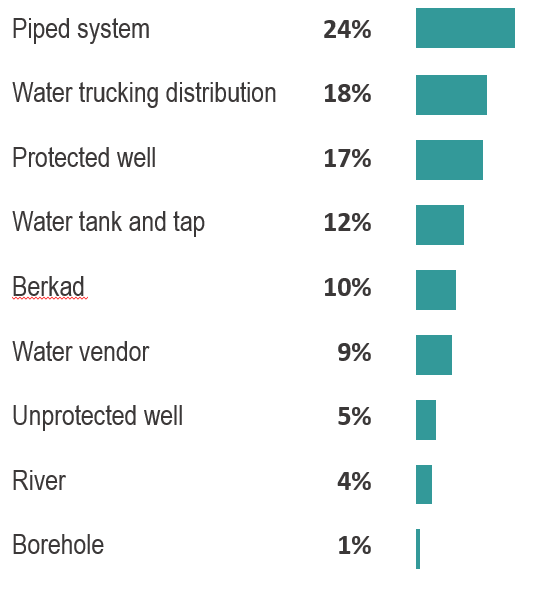 Piped system 24%
Water trucking distribution 18%
Protected well 17%
Water tank and tap 12%
Berkad 10%
Water vendor 9%
Unprotected well 5%
River 4%
Borehole 1%